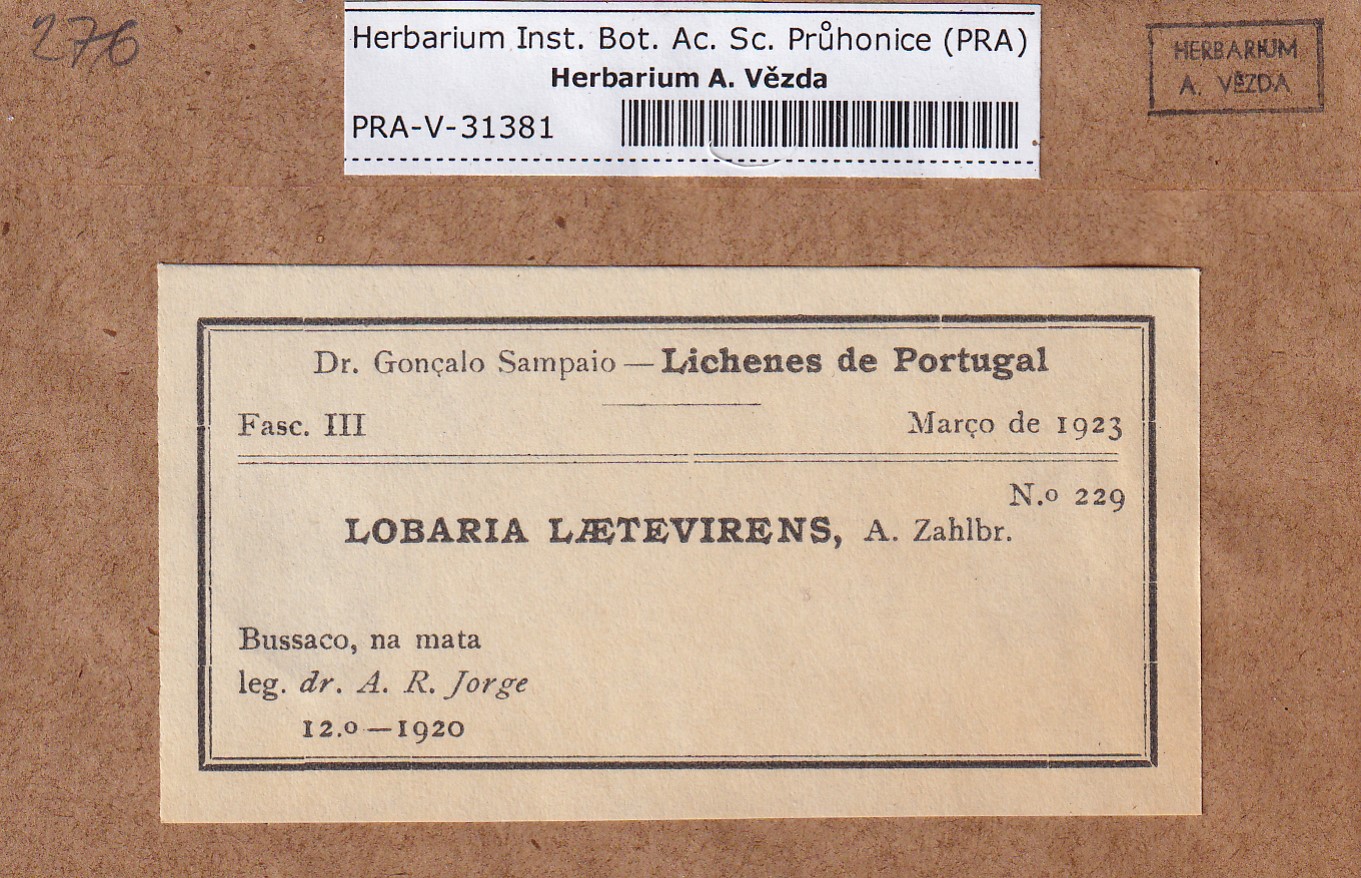 276
Herbarium Inst. Bot. Ac. Sc. Průhonice (PRA)
Herbarium A. Vězda
PRA-V-31381
HERBARIUM
A. VĚZDA
Dr. Gonçalo Sampaio — Lichenes de Portugal
Fasc. III
Março de 1923
N.º 229
LOBARIA LÆTEVIRENS, A. Zahlbr.
Bussaco, na mata
leg. dr. A. R. Jorge
12.º — 1920